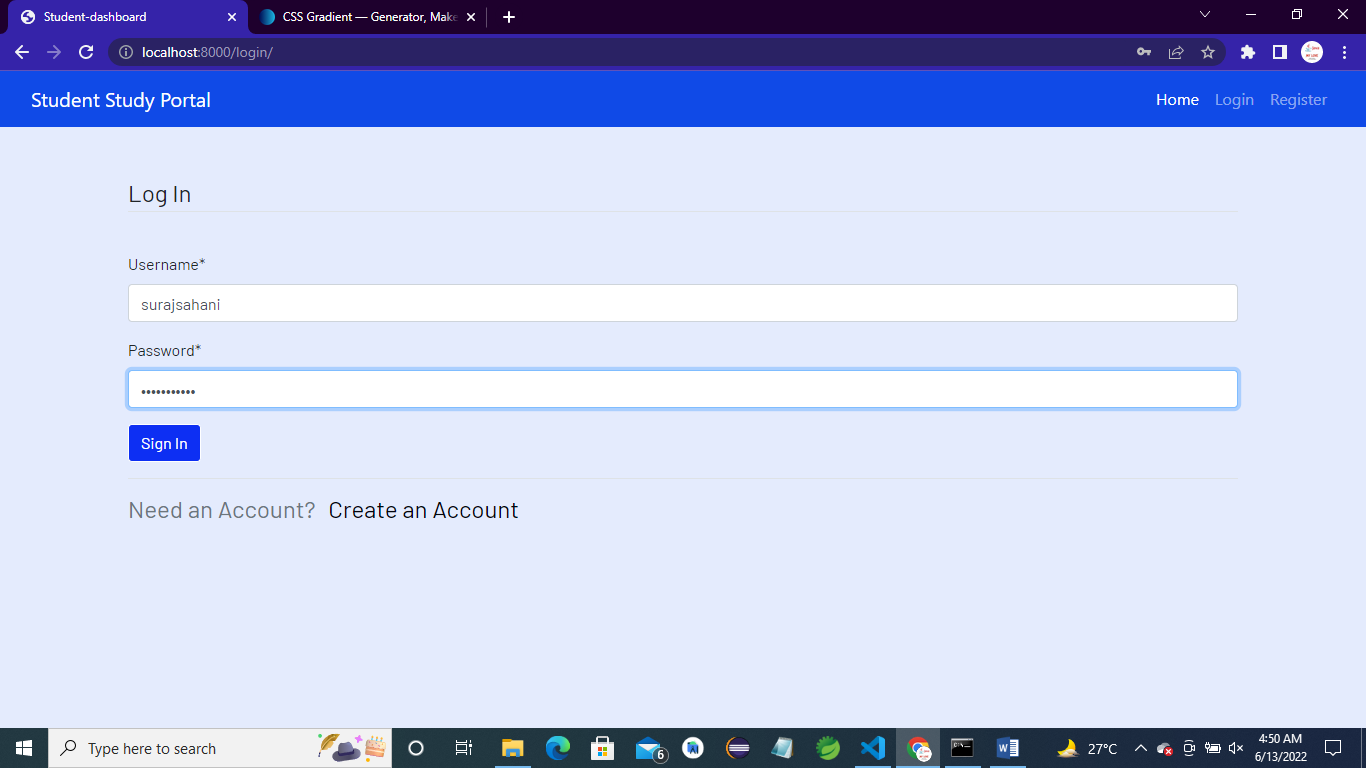 Student-dashboard
CSS Gradient — Generator, Make
localhost:8000/login/
Student Study Portal
Home Login Register
Log In
Username*
surajsahani
Password*
•••••••••••
Sign In
Need an Account? Create an Account
Type here to search
6
27°C
4:50 AM
6/13/2022